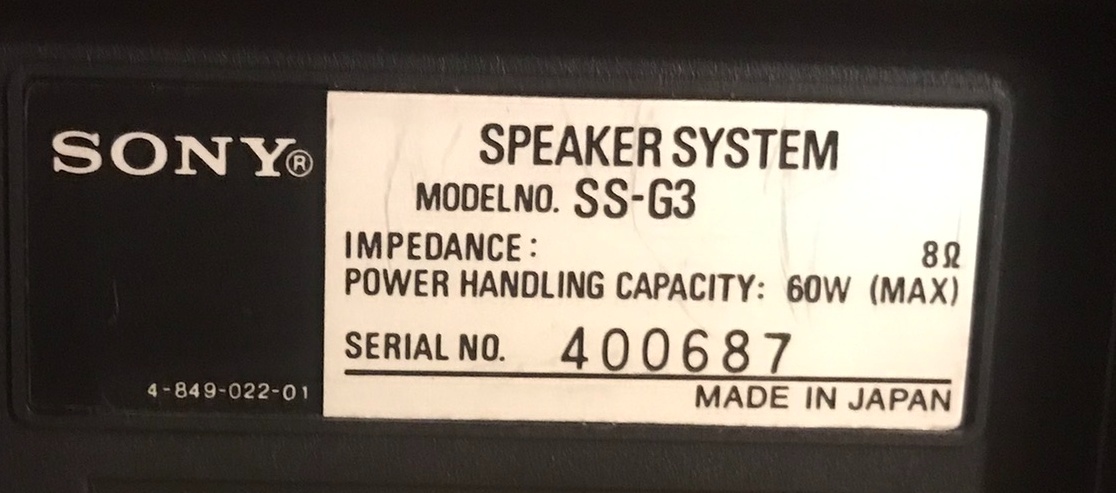 SONY®
SPEAKER SYSTEM
MODEL NO. SS-G3
IMPEDANCE: 8Ω
POWER HANDLING CAPACITY: 60W (MAX)
SERIAL NO. 400687
4-849-022-01
MADE IN JAPAN